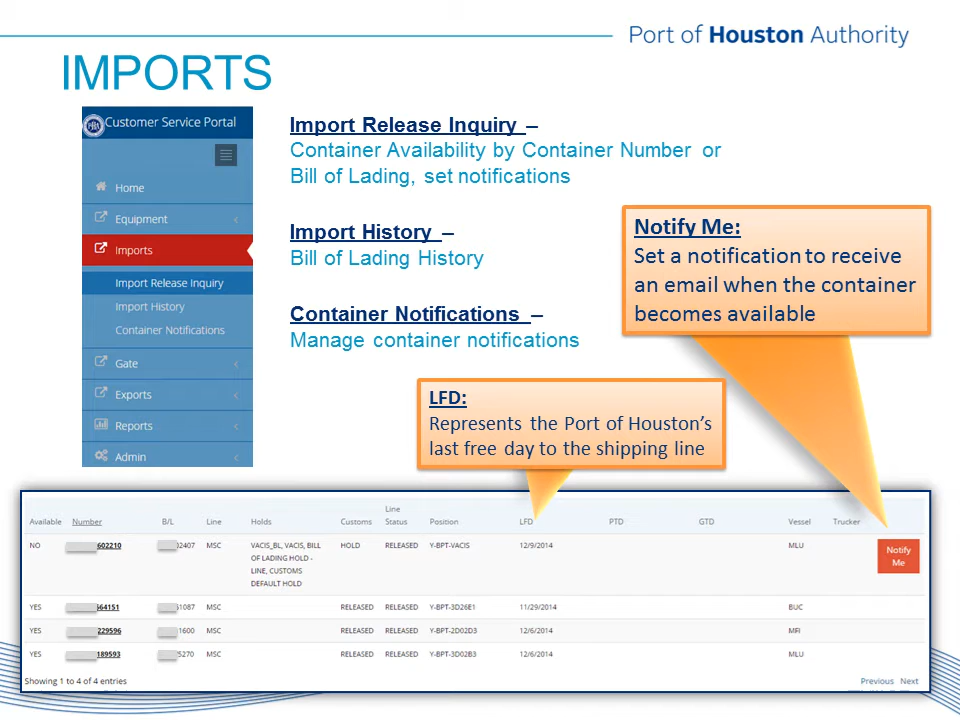 Port of Houston Authority
IMPORTS
Customer Service Portal
Home
Equipment
Imports
Import Release Inquiry
Import History
Container Notifications
Gate
Exports
Reports
Admin
Import Release Inquiry –
Container Availability by Container Number or
Bill of Lading, set notifications
Import History –
Bill of Lading History
Container Notifications –
Manage container notifications
Notify Me:
Set a notification to receive
an email when the container
becomes available
LFD:
Represents the Port of Houston's
last free day to the shipping line
Available Number B/L Line Holds Customs Line Status Position LFD PTD GTD Vessel Trucker
NO 602210 02407 MSC VACIS_BL, VACIS, BILL HOLD RELEASED Y-BPT-VACIS 12/9/2014 MLU Notify Me
OF LADING HOLD -
LINE, CUSTOMS
DEFAULT HOLD
YES 564151 51087 MSC RELEASED RELEASED Y-BPT-3D26E1 11/29/2014 BUC
YES 229596 1600 MSC RELEASED RELEASED Y-BPT-2D02D3 12/6/2014 MFI
YES 189593 5270 MSC RELEASED RELEASED Y-BPT-3D02B3 12/6/2014 MLU
Showing 1 to 4 of 4 entries
Previous Next